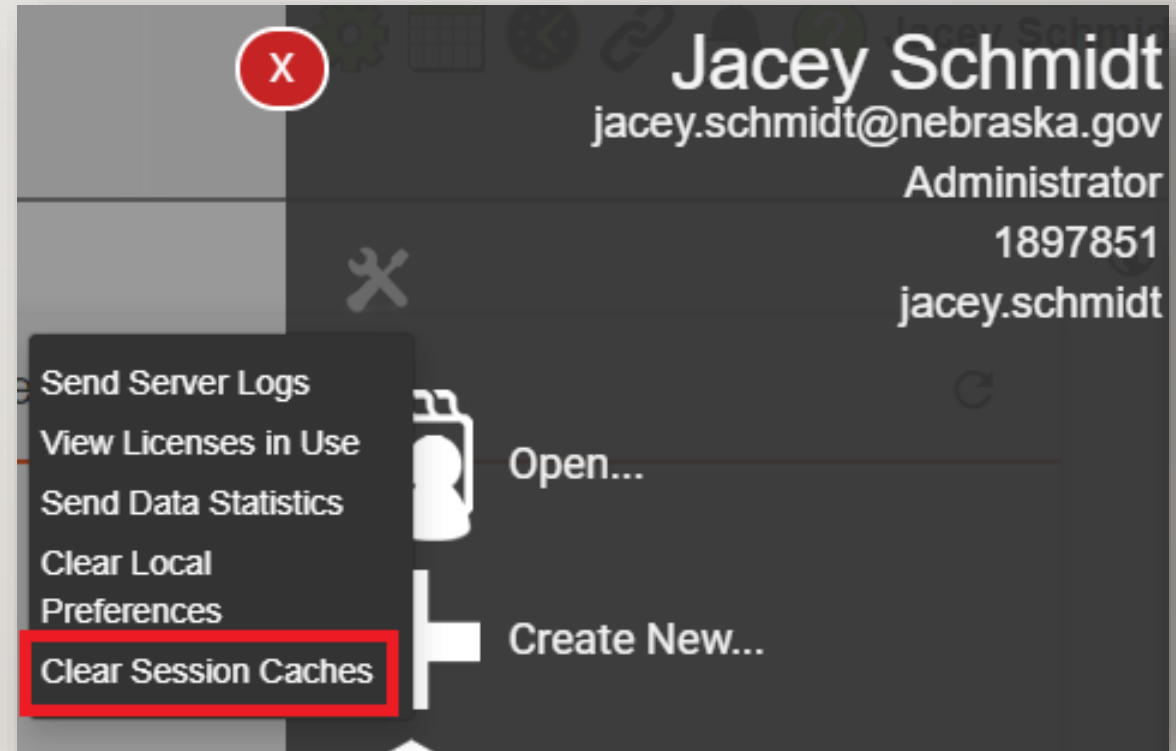 X
Jacey Schmidt
jacey.schmidt@nebraska.gov
Administrator
1897851
jacey.schmidt
Send Server Logs
View Licenses in Use
Send Data Statistics
Clear Local
Preferences
Clear Session Caches
Open...
Create New...